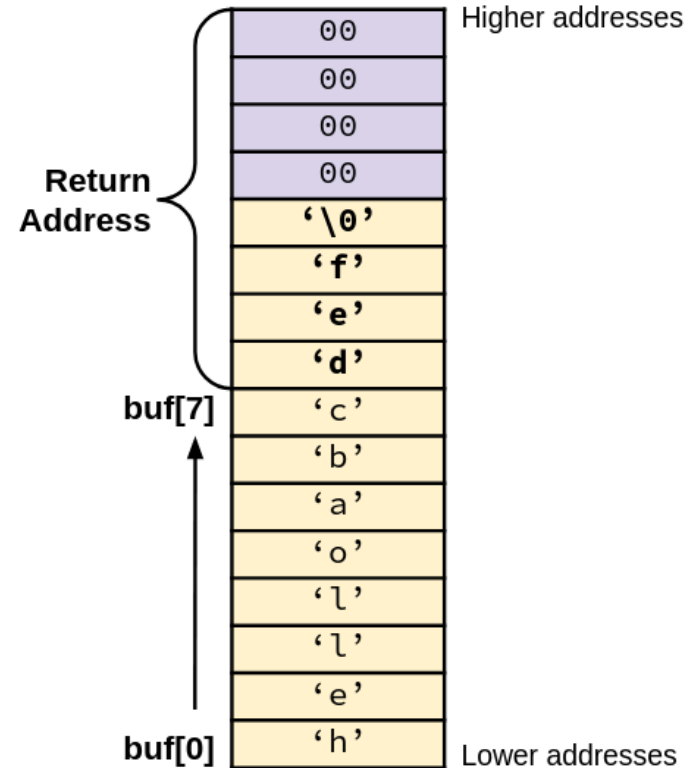 Higher addresses
00
00
00
00
Return
Address
‘\0’
‘f’
‘e’
‘d’
buf[7]
‘c’
‘b’
‘a’
‘o’
‘l’
‘l’
‘e’
buf[0]
‘h’
Lower addresses